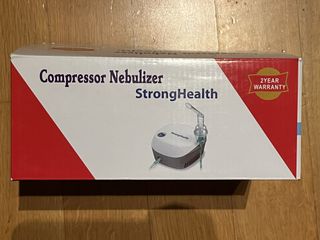 Compressor Nebulizer
StrongHealth
2YEAR
WARRANTY